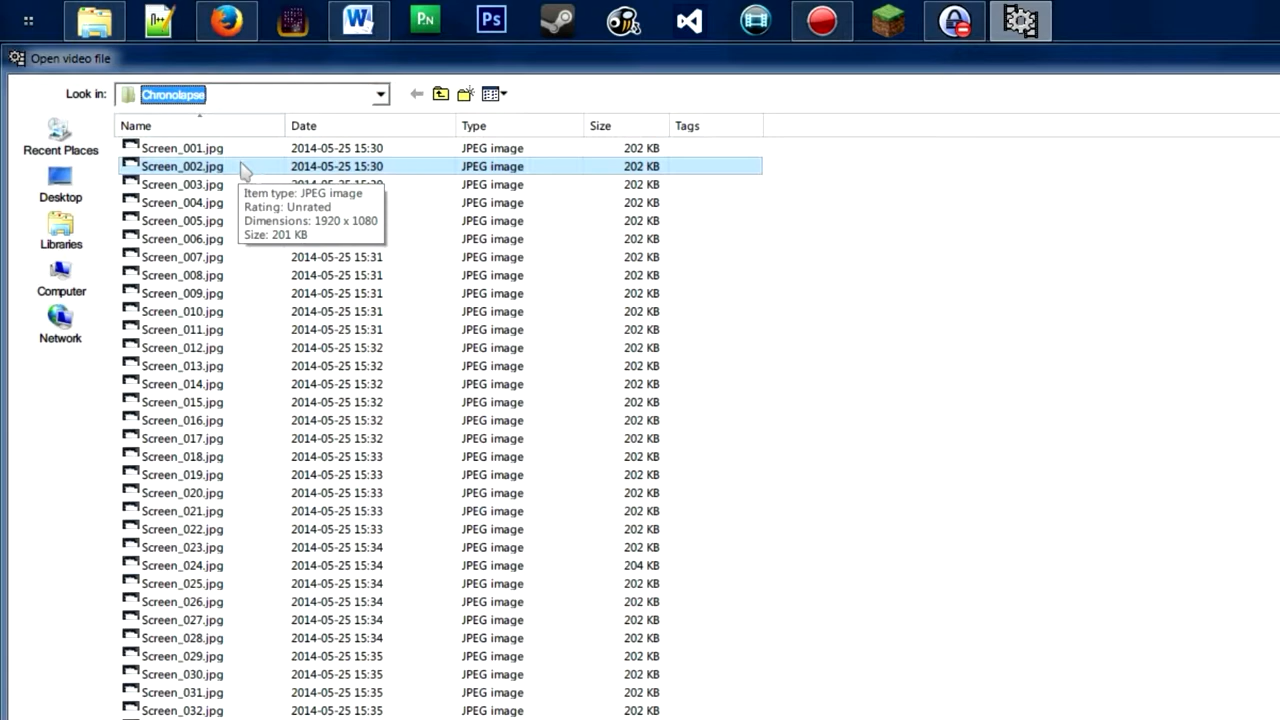 n++
W
P.N
Ps
Open video file
Look in: Chronolapse
Name Date Type Size Tags
Recent Places
Desktop
Libraries
Computer
Network
Screen_001.jpg 2014-05-25 15:30 JPEG image 202 KB
Screen_002.jpg 2014-05-25 15:30 JPEG image 202 KB
Screen_003.jpg JPEG image 202 KB
Screen_004.jpg JPEG image 202 KB
Screen_005.jpg JPEG image 202 KB
Screen_006.jpg JPEG image 202 KB
Item type: JPEG image
Rating: Unrated
Dimensions: 1920 x 1080
Size: 201 KB
Screen_007.jpg 2014-05-25 15:31 JPEG image 202 KB
Screen_008.jpg 2014-05-25 15:31 JPEG image 202 KB
Screen_009.jpg 2014-05-25 15:31 JPEG image 202 KB
Screen_010.jpg 2014-05-25 15:31 JPEG image 202 KB
Screen_011.jpg 2014-05-25 15:31 JPEG image 202 KB
Screen_012.jpg 2014-05-25 15:32 JPEG image 202 KB
Screen_013.jpg 2014-05-25 15:32 JPEG image 202 KB
Screen_014.jpg 2014-05-25 15:32 JPEG image 202 KB
Screen_015.jpg 2014-05-25 15:32 JPEG image 202 KB
Screen_016.jpg 2014-05-25 15:32 JPEG image 202 KB
Screen_017.jpg 2014-05-25 15:32 JPEG image 202 KB
Screen_018.jpg 2014-05-25 15:33 JPEG image 202 KB
Screen_019.jpg 2014-05-25 15:33 JPEG image 202 KB
Screen_020.jpg 2014-05-25 15:33 JPEG image 202 KB
Screen_021.jpg 2014-05-25 15:33 JPEG image 202 KB
Screen_022.jpg 2014-05-25 15:33 JPEG image 202 KB
Screen_023.jpg 2014-05-25 15:34 JPEG image 202 KB
Screen_024.jpg 2014-05-25 15:34 JPEG image 204 KB
Screen_025.jpg 2014-05-25 15:34 JPEG image 202 KB
Screen_026.jpg 2014-05-25 15:34 JPEG image 202 KB
Screen_027.jpg 2014-05-25 15:34 JPEG image 202 KB
Screen_028.jpg 2014-05-25 15:34 JPEG image 202 KB
Screen_029.jpg 2014-05-25 15:35 JPEG image 202 KB
Screen_030.jpg 2014-05-25 15:35 JPEG image 202 KB
Screen_031.jpg 2014-05-25 15:35 JPEG image 202 KB
Screen_032.jpg 2014-05-25 15:35 JPEG image 202 KB